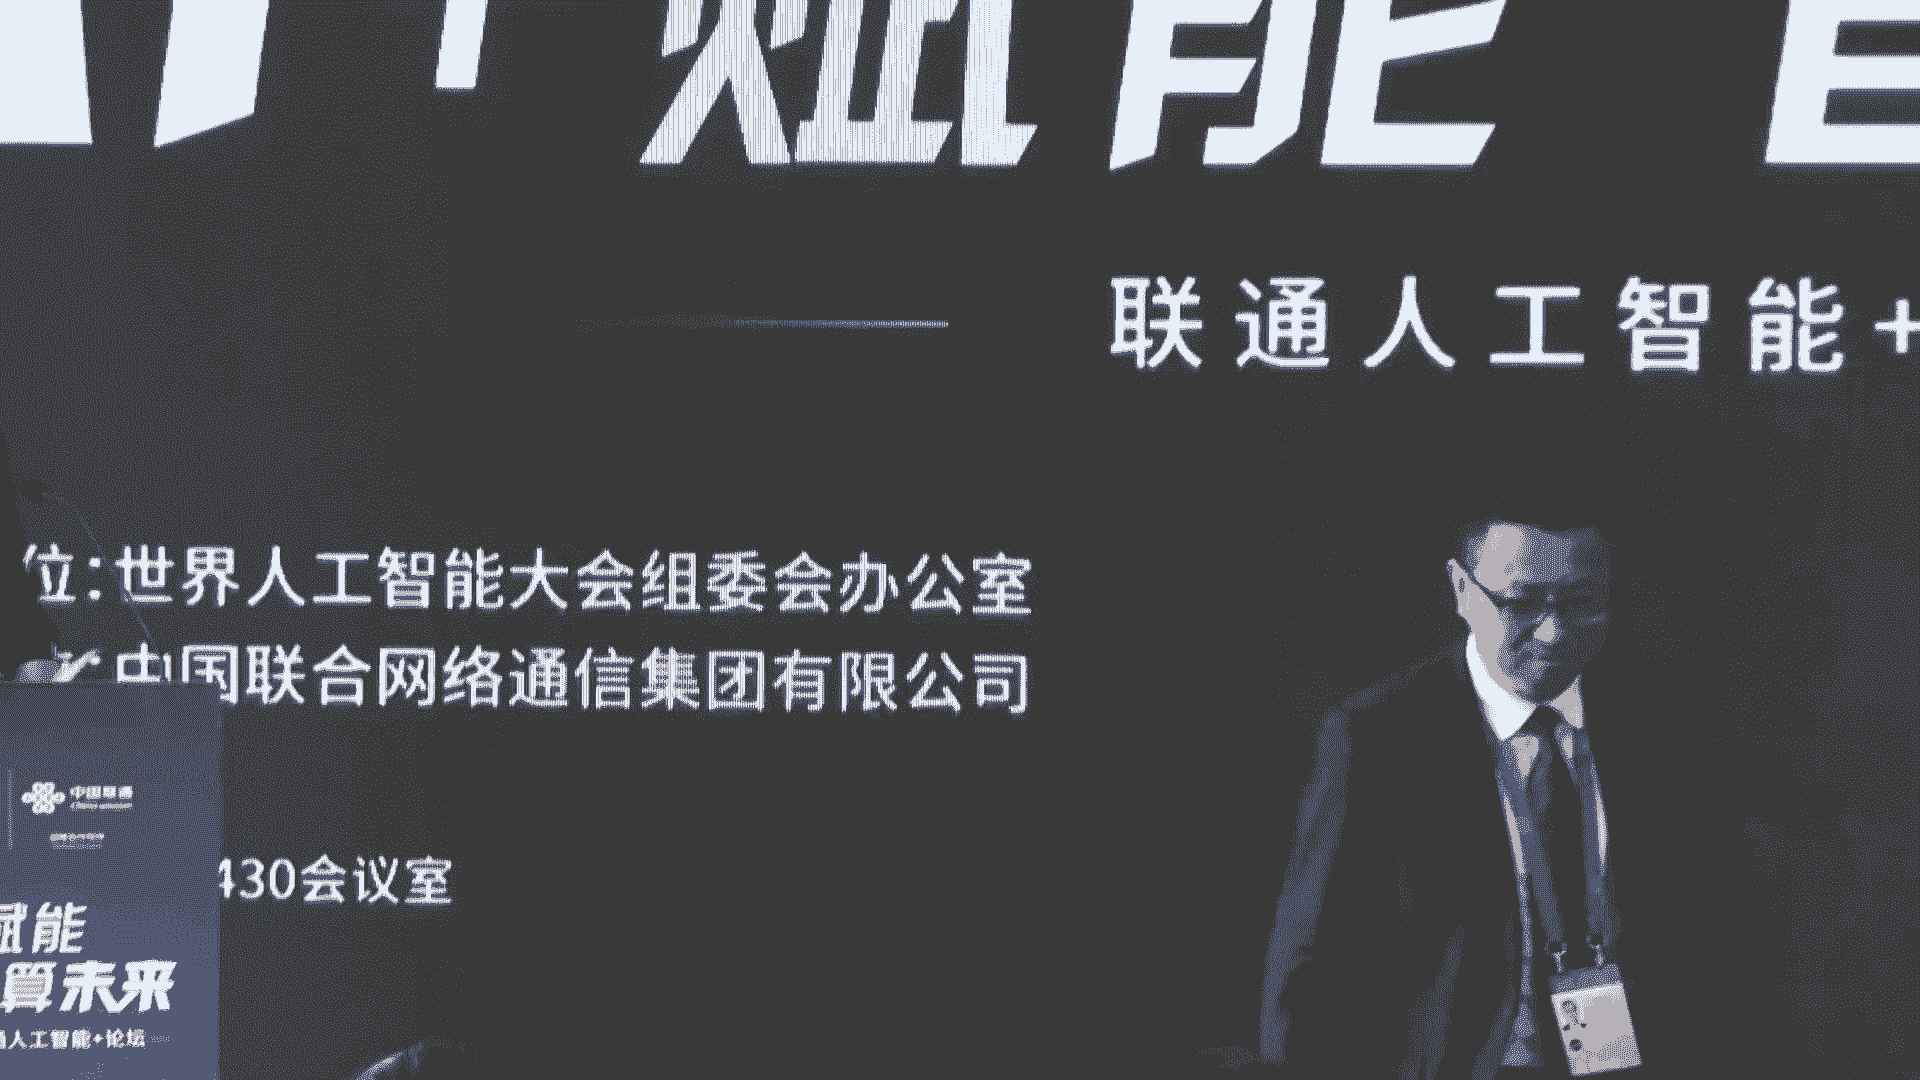 赋能
联通人工智能+
位:世界人工智能大会组委会办公室
中国联合网络通信集团有限公司
430会议室
中国联通
赋能
算未来
通人工智能+论坛